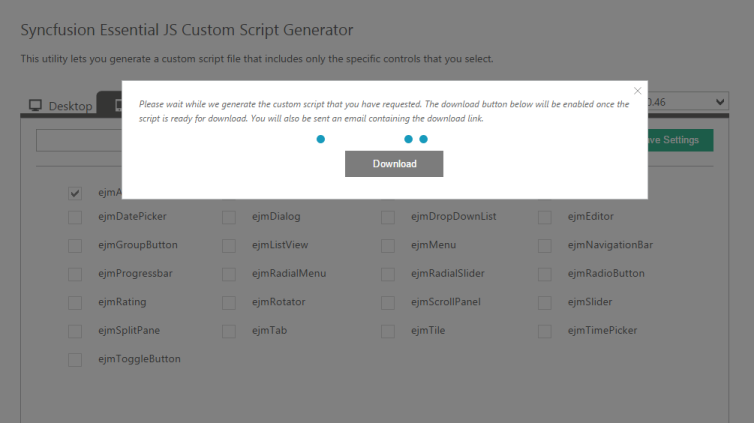 Syncfusion Essential JS Custom Script Generator
This utility lets you generate a custom script file that includes only the specific controls that you select.
Please wait while we generate the custom script that you have requested. The download button below will be enabled once the
script is ready for download. You will also be sent an email containing the download link.
Desktop
Download
Settings
ejmDatePicker ejmDialog ejmDropDownList ejmEditor
ejmGroupButton ejmListView ejmMenu ejmNavigationBar
ejmProgressbar ejmRadialMenu ejmRadialSlider ejmRadioButton
ejmRating ejmRotator ejmScrollPanel ejmSlider
ejmSplitPane ejmTab ejmTile ejmTimePicker
ejmToggleButton